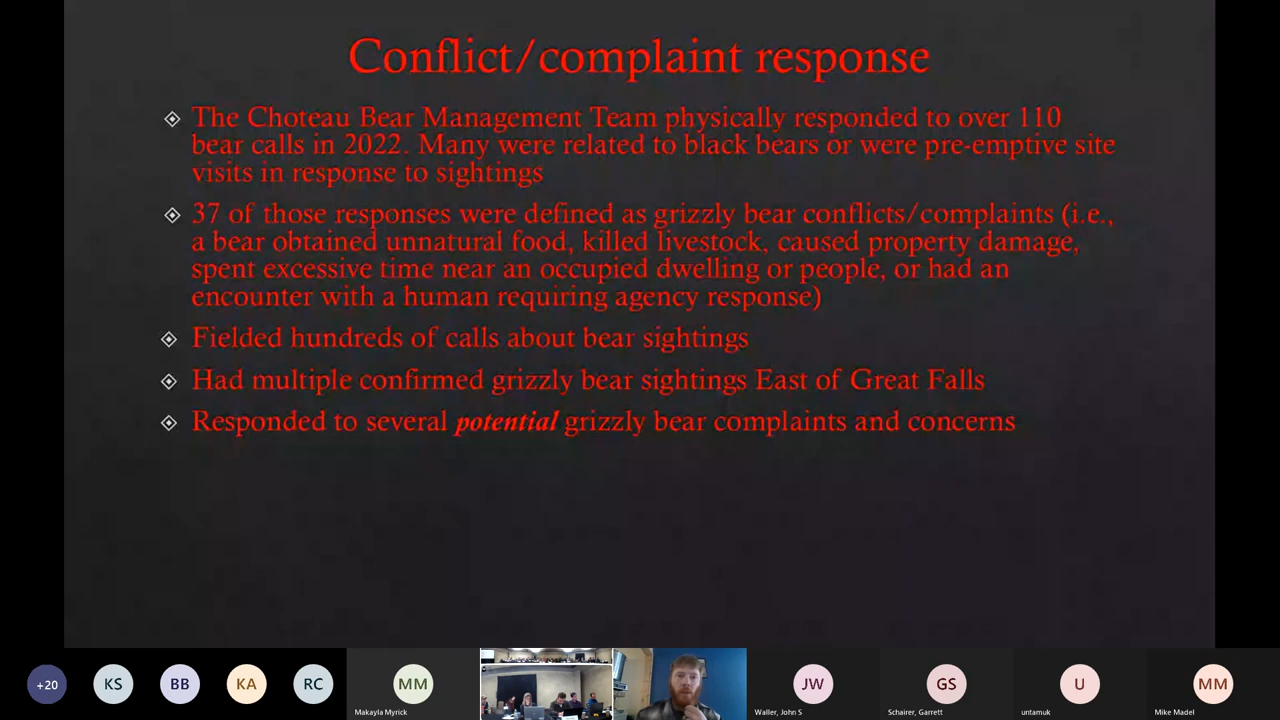 Conflict/complaint response
The Choteau Bear Management Team physically responded to over 110
bear calls in 2022. Many were related to black bears or were pre-emptive site
visits in response to sightings
37 of those responses were defined as grizzly bear conflicts/complaints (i.e.,
a bear obtained unnatural food, killed livestock, caused property damage,
spent excessive time near an occupied dwelling or people, or had an
encounter with a human requiring agency response)
Fielded hundreds of calls about bear sightings
Had multiple confirmed grizzly bear sightings East of Great Falls
Responded to several potential grizzly bear complaints and concerns
+20 KS BB KA RC MM JW GS U MM
Makayla Myrick Waller, John S Schairer, Garrett untamuk Mike Madel